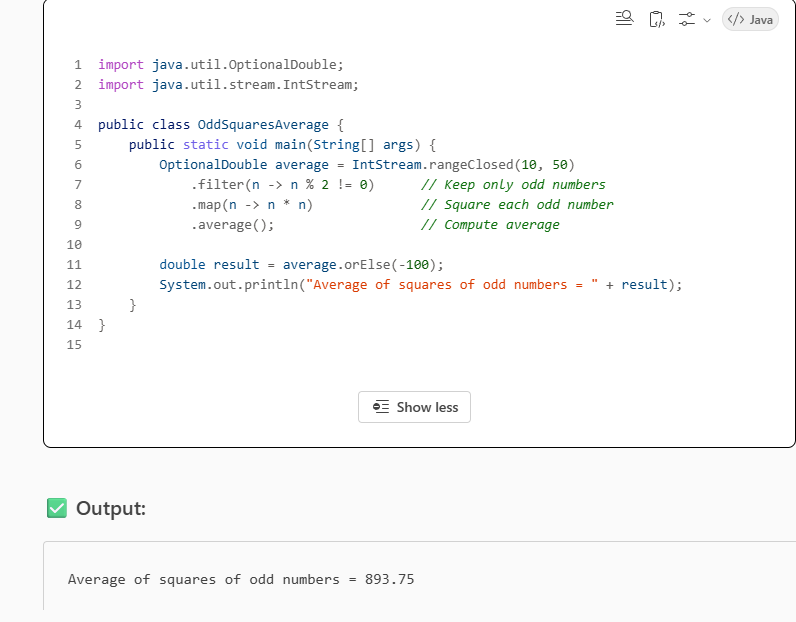 </> Java
1 import java.util.OptionalDouble;
2 import java.util.stream.IntStream;
3
4 public class OddSquaresAverage {
5     public static void main(String[] args) {
6         OptionalDouble average = IntStream.rangeClosed(10, 50)
7             .filter(n -> n % 2 != 0)      // Keep only odd numbers
8             .map(n -> n * n)              // Square each odd number
9             .average();                   // Compute average
10
11         double result = average.orElse(-100);
12         System.out.println("Average of squares of odd numbers = " + result);
13     }
14 }
15
Show less
✅ Output:
Average of squares of odd numbers = 893.75